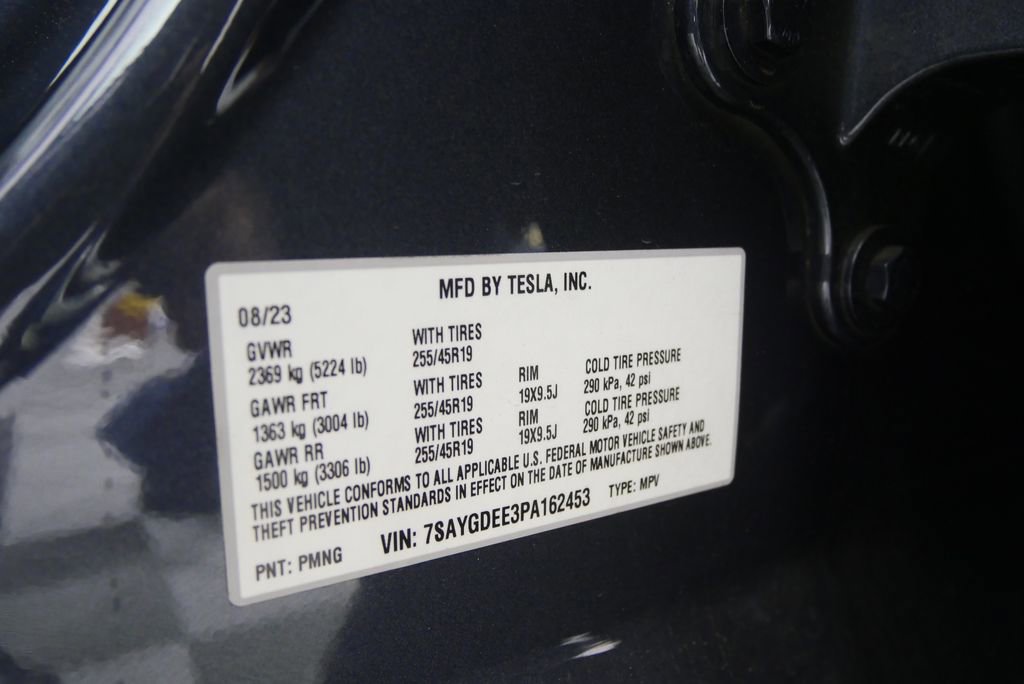 MFD BY TESLA, INC.
08/23
GVWR WITH TIRES
2369 kg (5224 lb) 255/45R19
GAWR FRT WITH TIRES RIM COLD TIRE PRESSURE
1363 kg (3004 lb) 255/45R19 19X9.5J 290 kPa, 42 psi
GAWR RR WITH TIRES RIM COLD TIRE PRESSURE
1500 kg (3306 lb) 255/45R19 19X9.5J 290 kPa, 42 psi
THIS VEHICLE CONFORMS TO ALL APPLICABLE U.S. FEDERAL MOTOR VEHICLE SAFETY AND
THEFT PREVENTION STANDARDS IN EFFECT ON THE DATE OF MANUFACTURE SHOWN ABOVE.
PNT: PMNG VIN: 7SAYGDEE3PA162453 TYPE: MPV